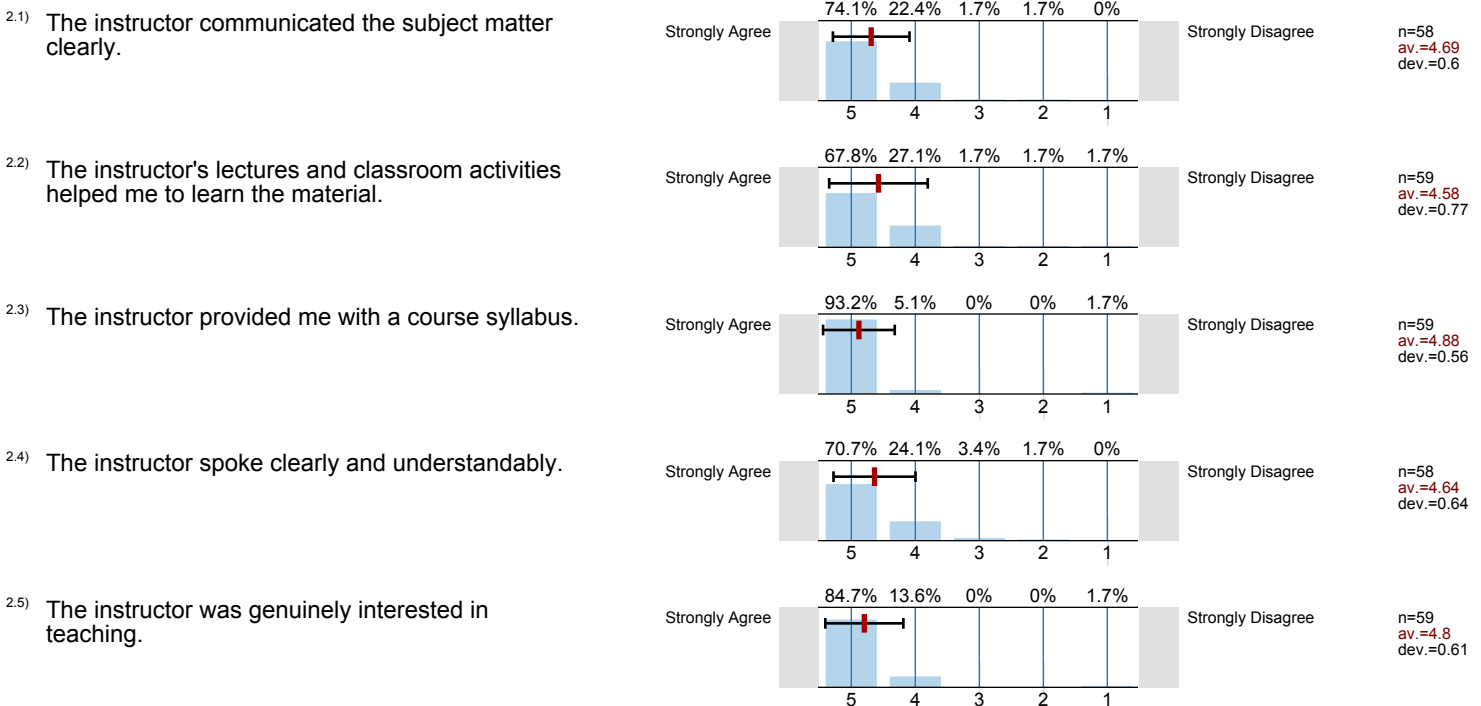 2.1) The instructor communicated the subject matter
clearly.
74.1% 22.4% 1.7% 1.7% 0%
Strongly Agree
Strongly Disagree
n=58
av.=4.69
dev.=0.6
5 4 3 2 1
2.2) The instructor's lectures and classroom activities
helped me to learn the material.
67.8% 27.1% 1.7% 1.7% 1.7%
Strongly Agree
Strongly Disagree
n=59
av.=4.58
dev.=0.77
5 4 3 2 1
2.3) The instructor provided me with a course syllabus.
93.2% 5.1% 0% 0% 1.7%
Strongly Agree
Strongly Disagree
n=59
av.=4.88
dev.=0.56
5 4 3 2 1
2.4) The instructor spoke clearly and understandably.
70.7% 24.1% 3.4% 1.7% 0%
Strongly Agree
Strongly Disagree
n=58
av.=4.64
dev.=0.64
5 4 3 2 1
2.5) The instructor was genuinely interested in
teaching.
84.7% 13.6% 0% 0% 1.7%
Strongly Agree
Strongly Disagree
n=59
av.=4.8
dev.=0.61
5 4 3 2 1